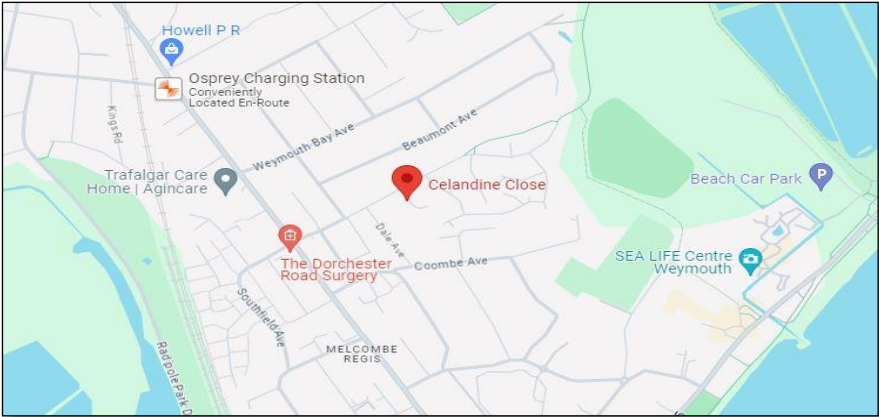 Howell P R
Osprey Charging Station
Conveniently
Located En-Route
Kings Rd
Weymouth Bay Ave
Beaumont Ave
Trafalgar Care
Home | Agincare
Celandine Close
Beach Car Park
P
Dale Ave
The Dorchester
Road Surgery
Coombe Ave
SEA LIFE Centre
Weymouth
Southfield Ave
MELCOMBE
REGIS
Radpole Park D